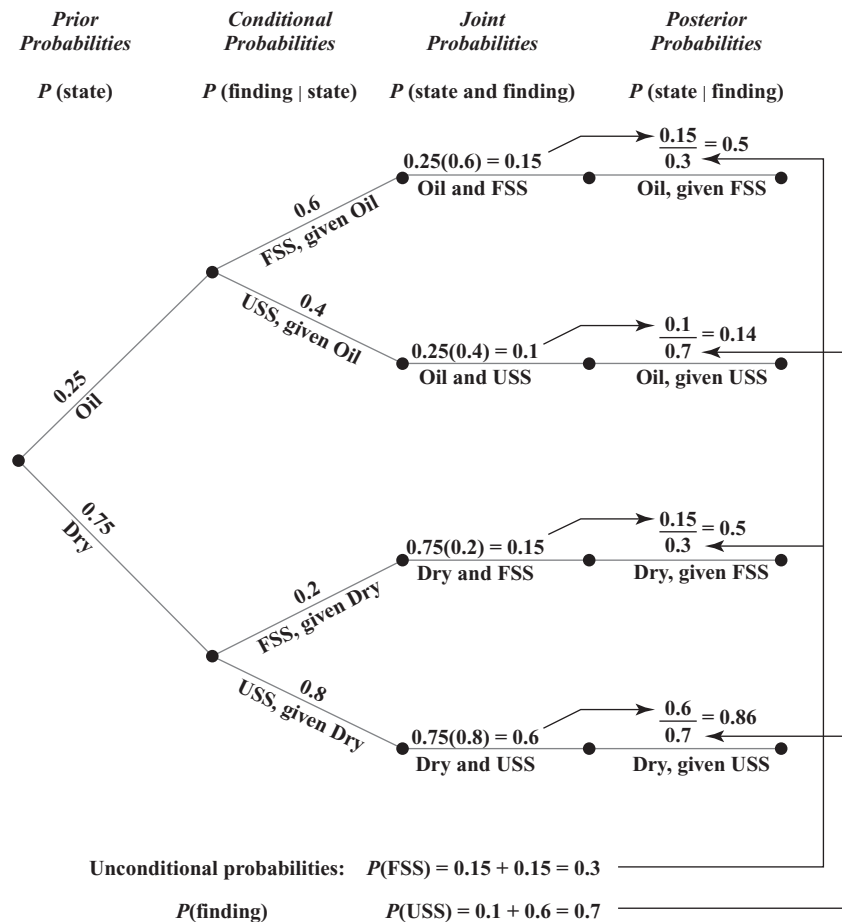 Prior Conditional Joint Posterior
Probabilities Probabilities Probabilities Probabilities
P (state) P (finding | state) P (state and finding) P (state | finding)
0.15
0.25(0.6) = 0.15 0.3 = 0.5
Oil and FSS Oil, given FSS
0.6
FSS, given Oil
0.4
USS, given Oil
0.1
0.25(0.4) = 0.1 0.7 = 0.14
Oil and USS Oil, given USS
0.25
Oil
0.75
Dry
0.15
0.75(0.2) = 0.15 0.3 = 0.5
Dry and FSS Dry, given FSS
0.2
FSS, given Dry
0.8
USS, given Dry
0.6
0.75(0.8) = 0.6 0.7 = 0.86
Dry and USS Dry, given USS
Unconditional probabilities: P(FSS) = 0.15 + 0.15 = 0.3
P(finding) P(USS) = 0.1 + 0.6 = 0.7